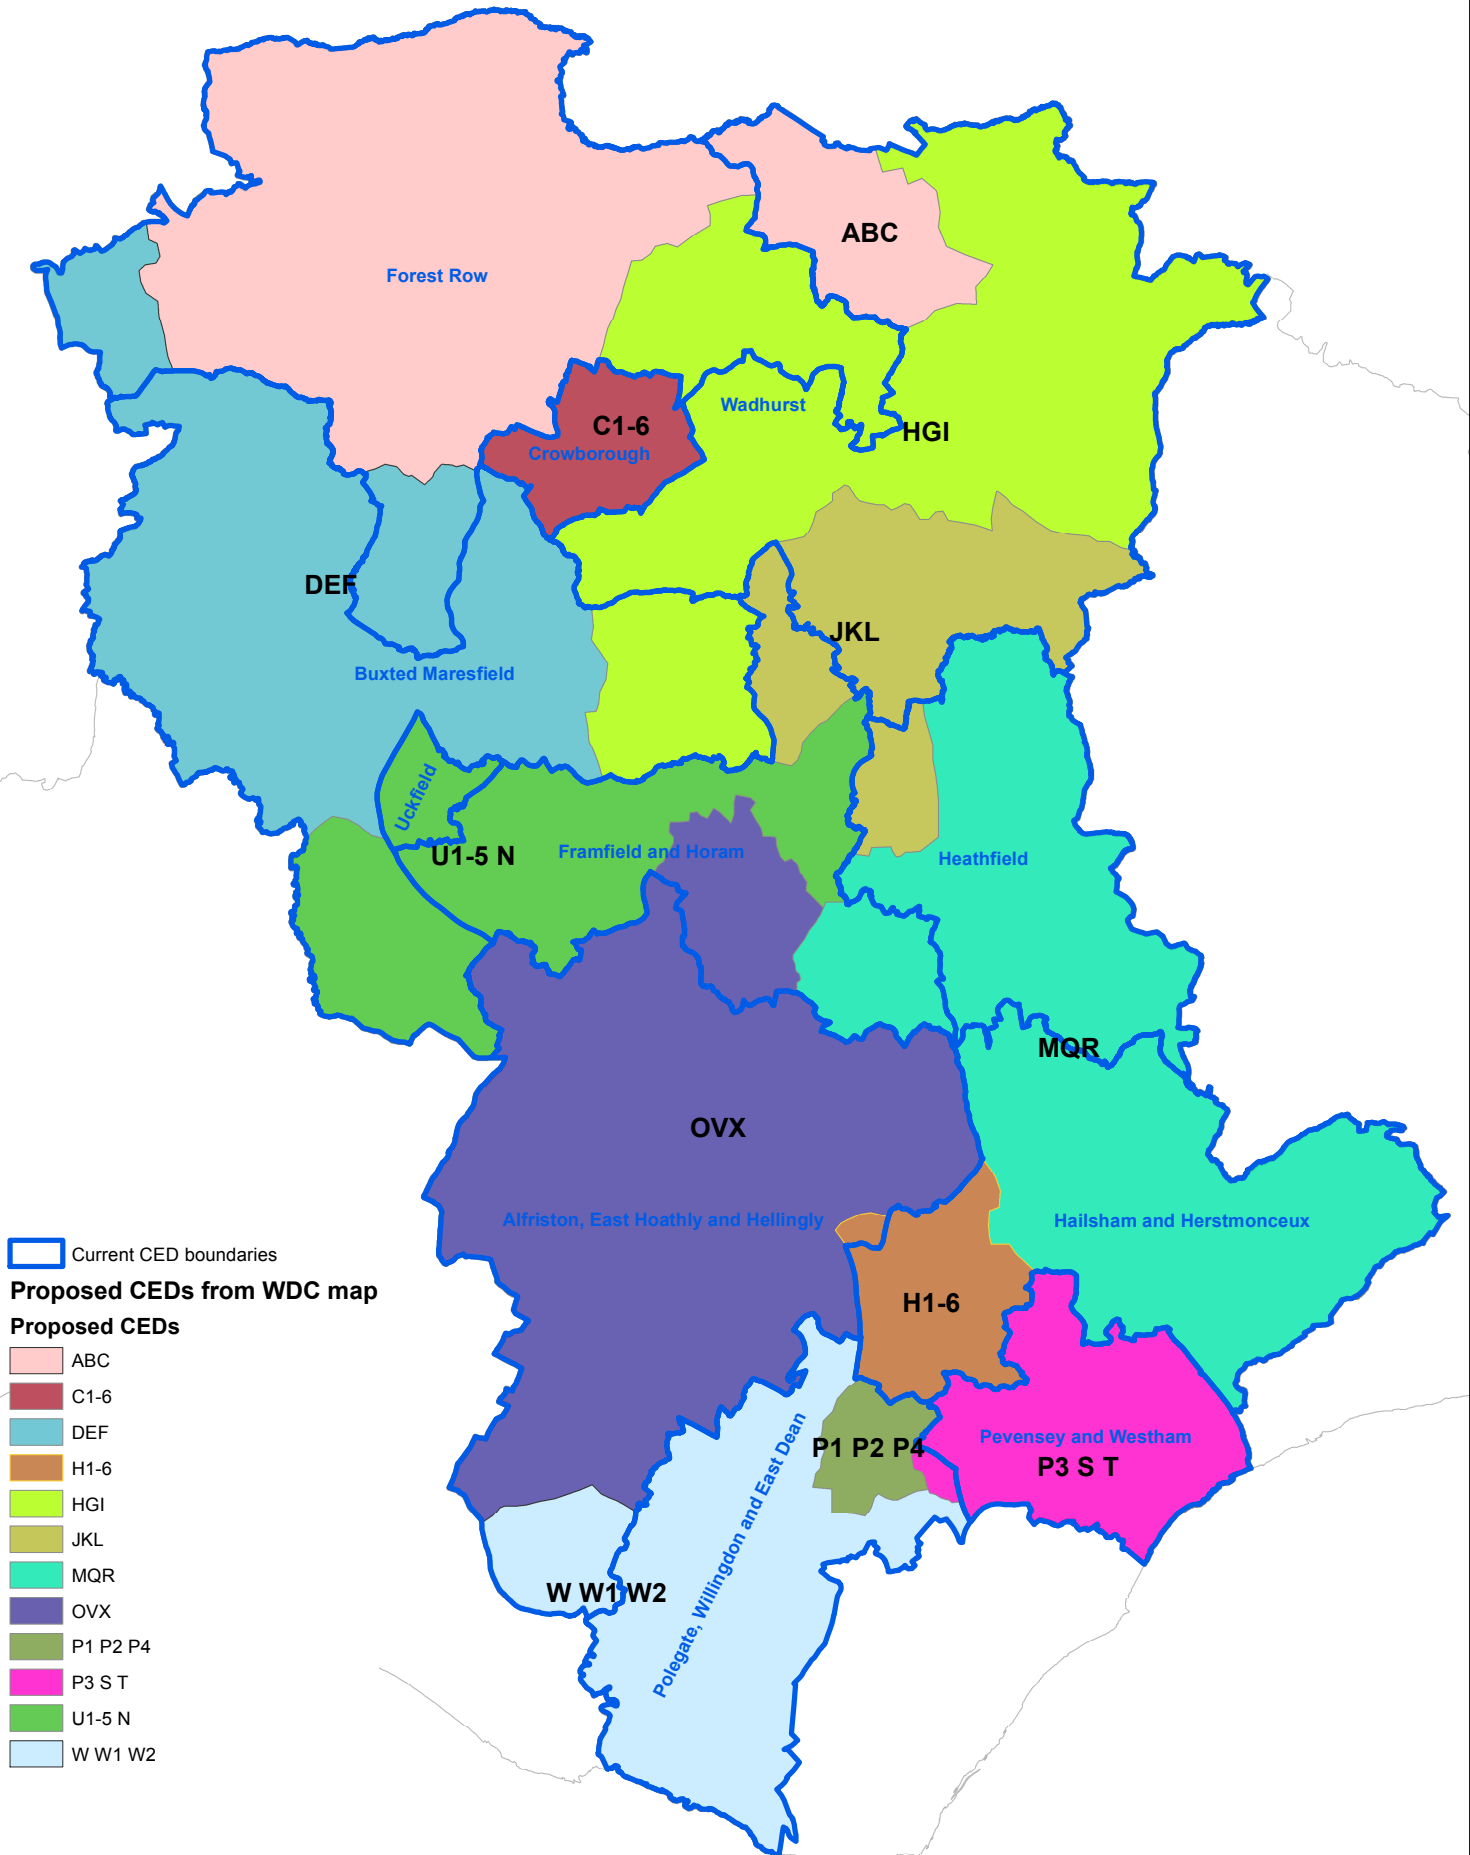 ABC
Forest Row
Wadhurst
C1-6
HGI
Crowborough
DEF
JKL
Buxted Maresfield
Uckfield
U1-5 N
Framfield and Horam
Heathfield
MQR
OVX
Alfriston, East Hoathly and Hellingly
Hailsham and Herstmonceux
H1-6
Pevensey and Westham
P1 P2 P4
P3 S T
Polegate, Willingdon and East Dean
W W1 W2
Current CED boundaries
Proposed CEDs from WDC map
Proposed CEDs
ABC
C1-6
DEF
H1-6
HGI
JKL
MQR
OVX
P1 P2 P4
P3 S T
U1-5 N
W W1 W2